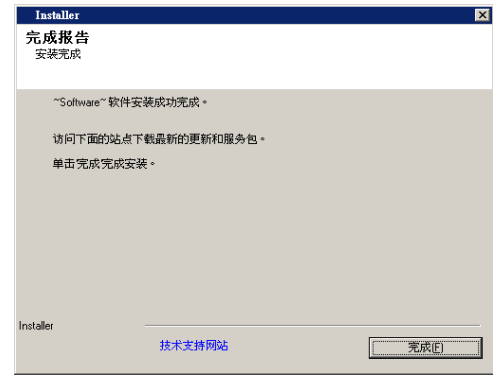 Installer
完成报告
安装完成
~Software~ 软件安装成功完成。
访问下面的站点下载最新的更新和服务包。
单击完成完成安装。
Installer
技术支持网站
完成(F)